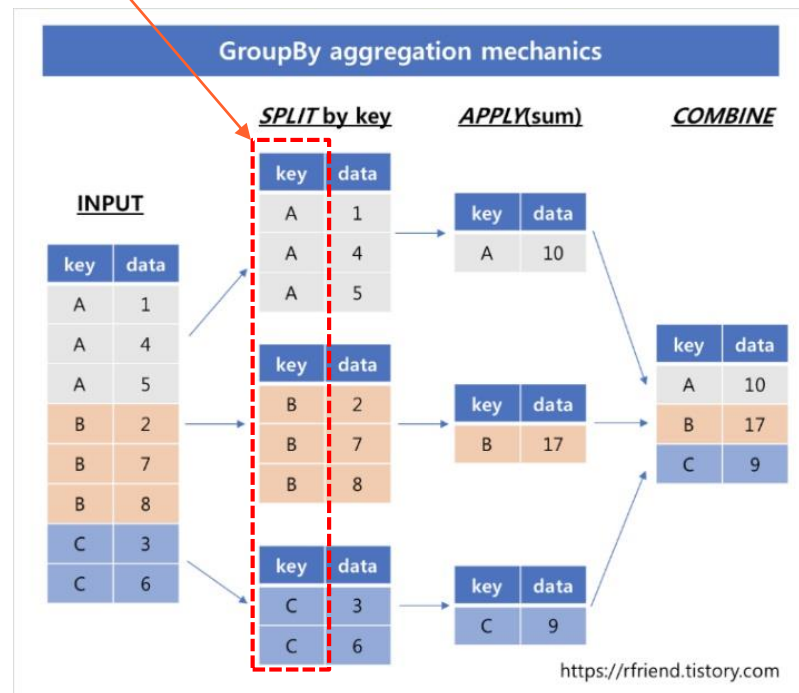 GroupBy aggregation mechanics
SPLIT by key
APPLY(sum)
COMBINE
INPUT
key data
A 1
A 4
A 5
B 2
B 7
B 8
C 3
C 6
key data
A 1
A 4
A 5
key data
B 2
B 7
B 8
key data
C 3
C 6
key data
A 10
key data
B 17
key data
C 9
key data
A 10
B 17
C 9
https://rfriend.tistory.com